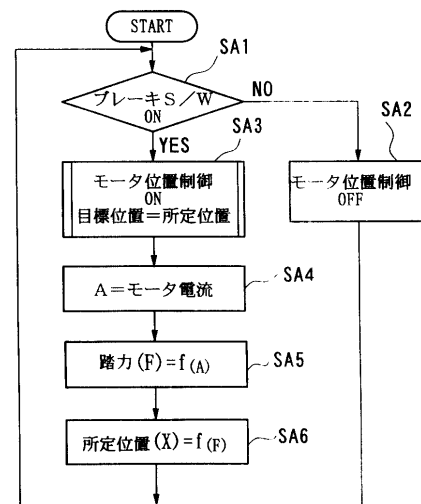 START
SA1
ブレーキS/W
ON
NO
YES
SA2
SA3
モータ位置制御
ON
目標位置=所定位置
モータ位置制御
OFF
A=モータ電流
SA4
踏力(F)=f(A)
SA5
所定位置(X)=f(F)
SA6